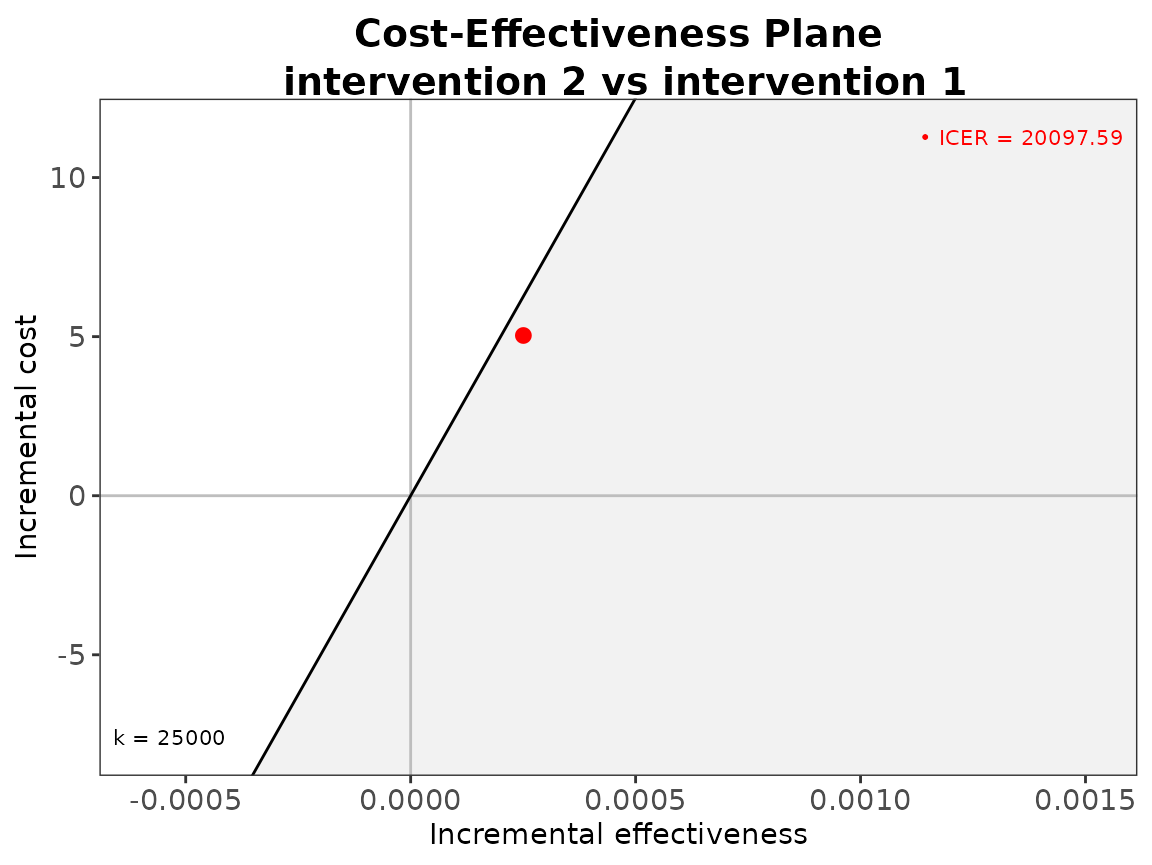 Cost-Effectiveness Plane
intervention 2 vs intervention 1
• ICER = 20097.59
10
5
0
-5
Incremental cost
k = 25000
-0.0005 0.0000 0.0005 0.0010 0.0015
Incremental effectiveness